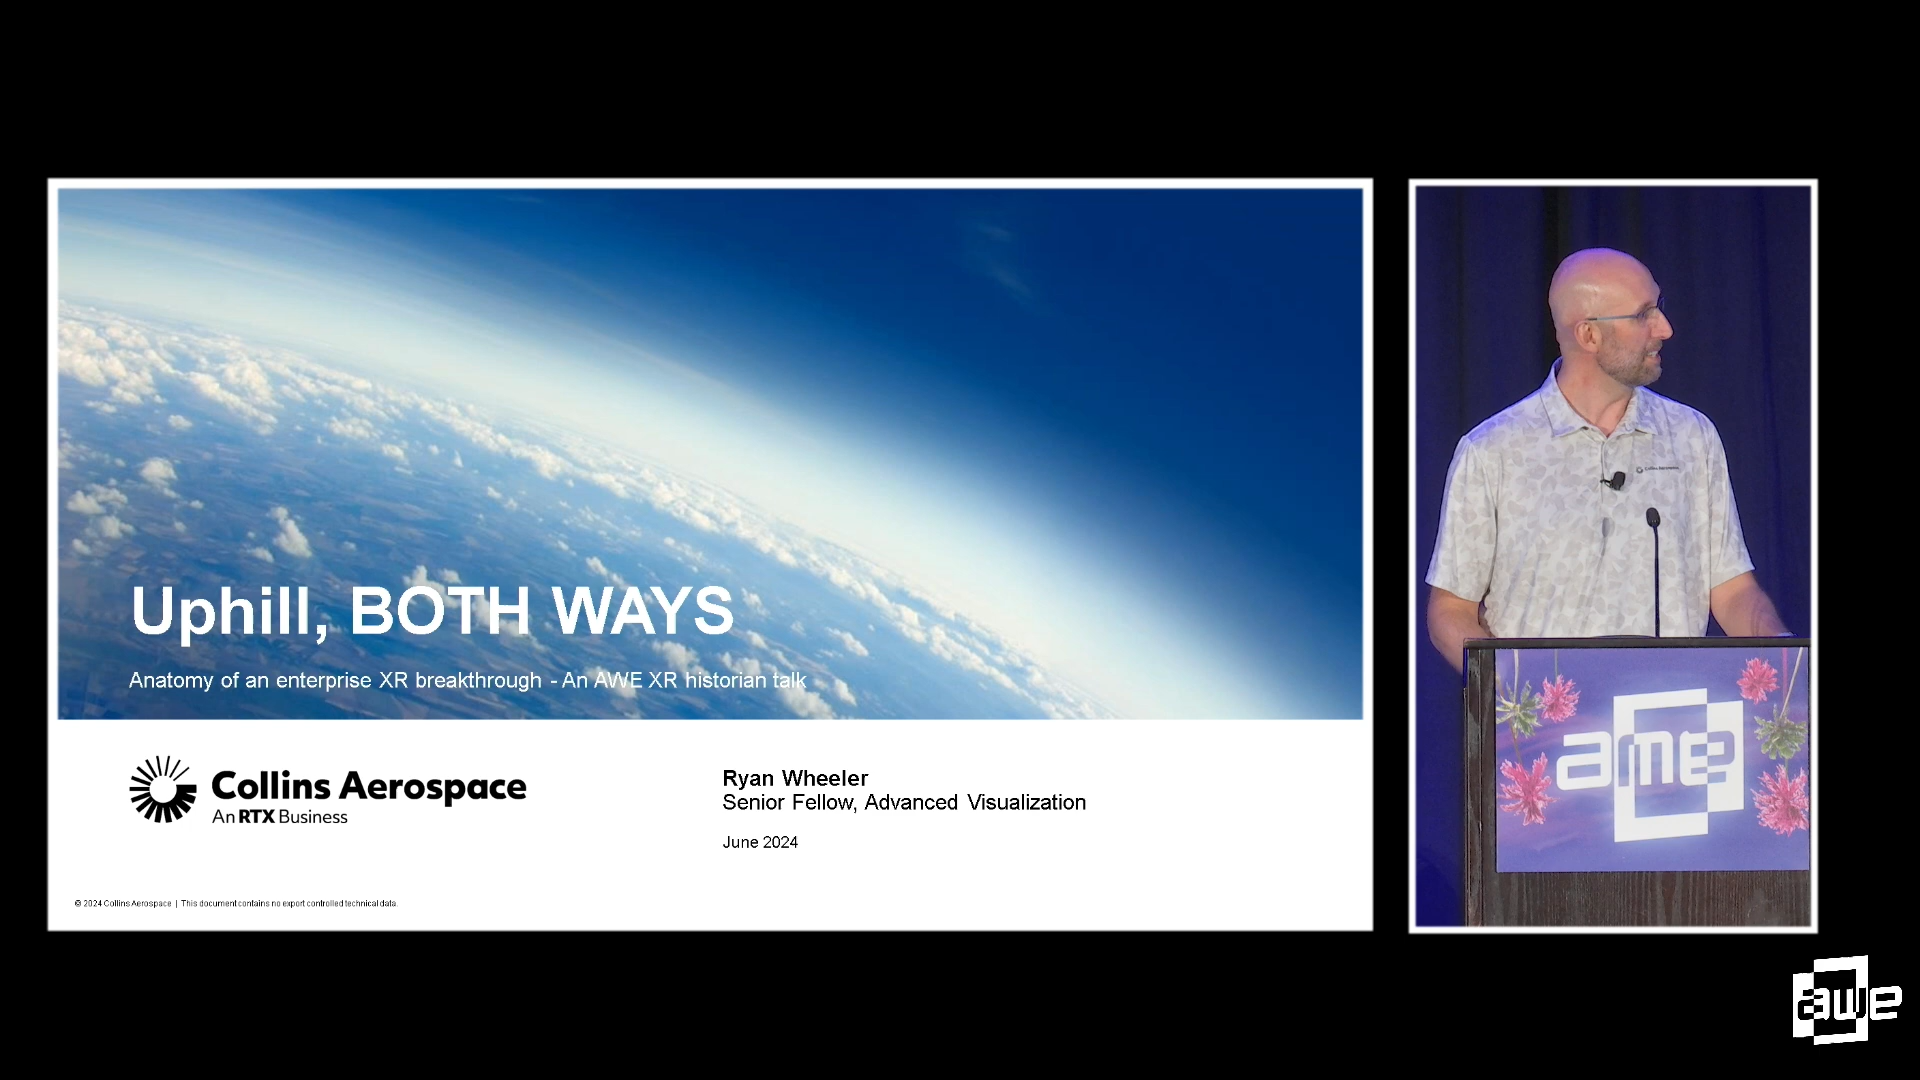 Uphill, BOTH WAYS
Anatomy of an enterprise XR breakthrough - An AWE XR historian talk
Collins Aerospace
An RTX Business
Ryan Wheeler
Senior Fellow, Advanced Visualization
June 2024
© 2024 Collins Aerospace | This document contains no export controlled technical data.
Collins Aerospace
awe
awe